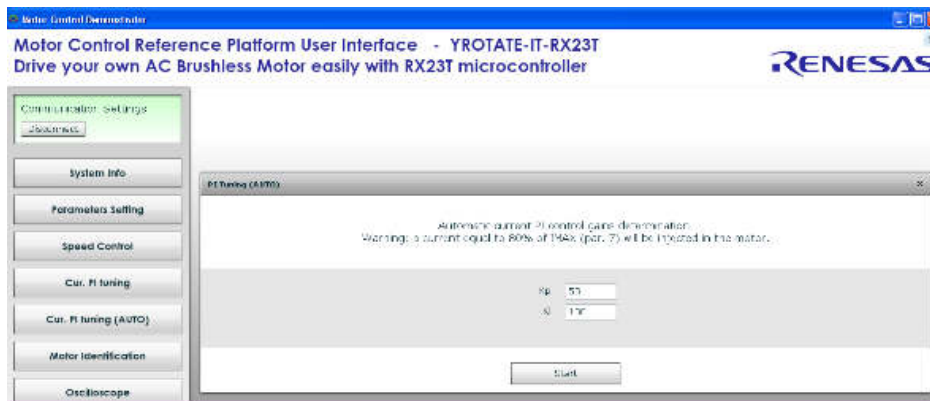 Motor Control Demonstrator
Motor Control Reference Platform User Interface - YROTATE-IT-RX23T
Drive your own AC Brushless Motor easily with RX23T microcontroller
RENESAS
Communication Settings
Disconnect
System Info
Parameters Setting
Speed Control
Cur. PI tuning
Cur. PI tuning (AUTO)
Motor Identification
Oscilloscope
PI Tuning (AUTO)
Automatic current PI control gains determination
Warning: a current equal to 80% of IMAX (par. 7) will be injected in the motor.
Kp
Ki
Start